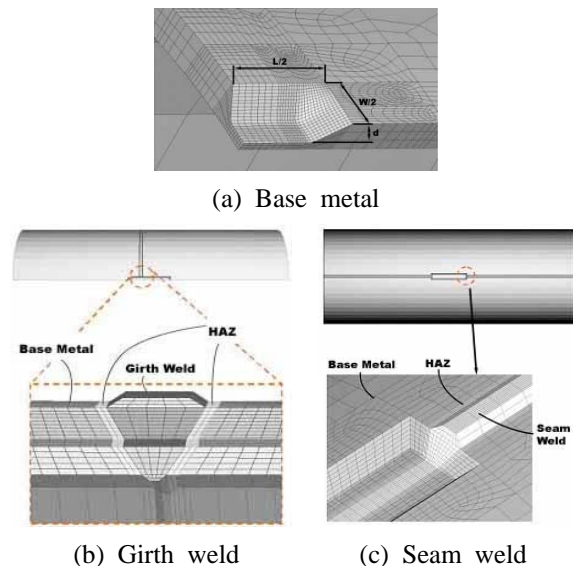 L/2
W/2
d
(a) Base metal
HAZ
Base Metal
Girth Weld
(b) Girth weld
Base Metal
HAZ
Seam
Weld
(c) Seam weld